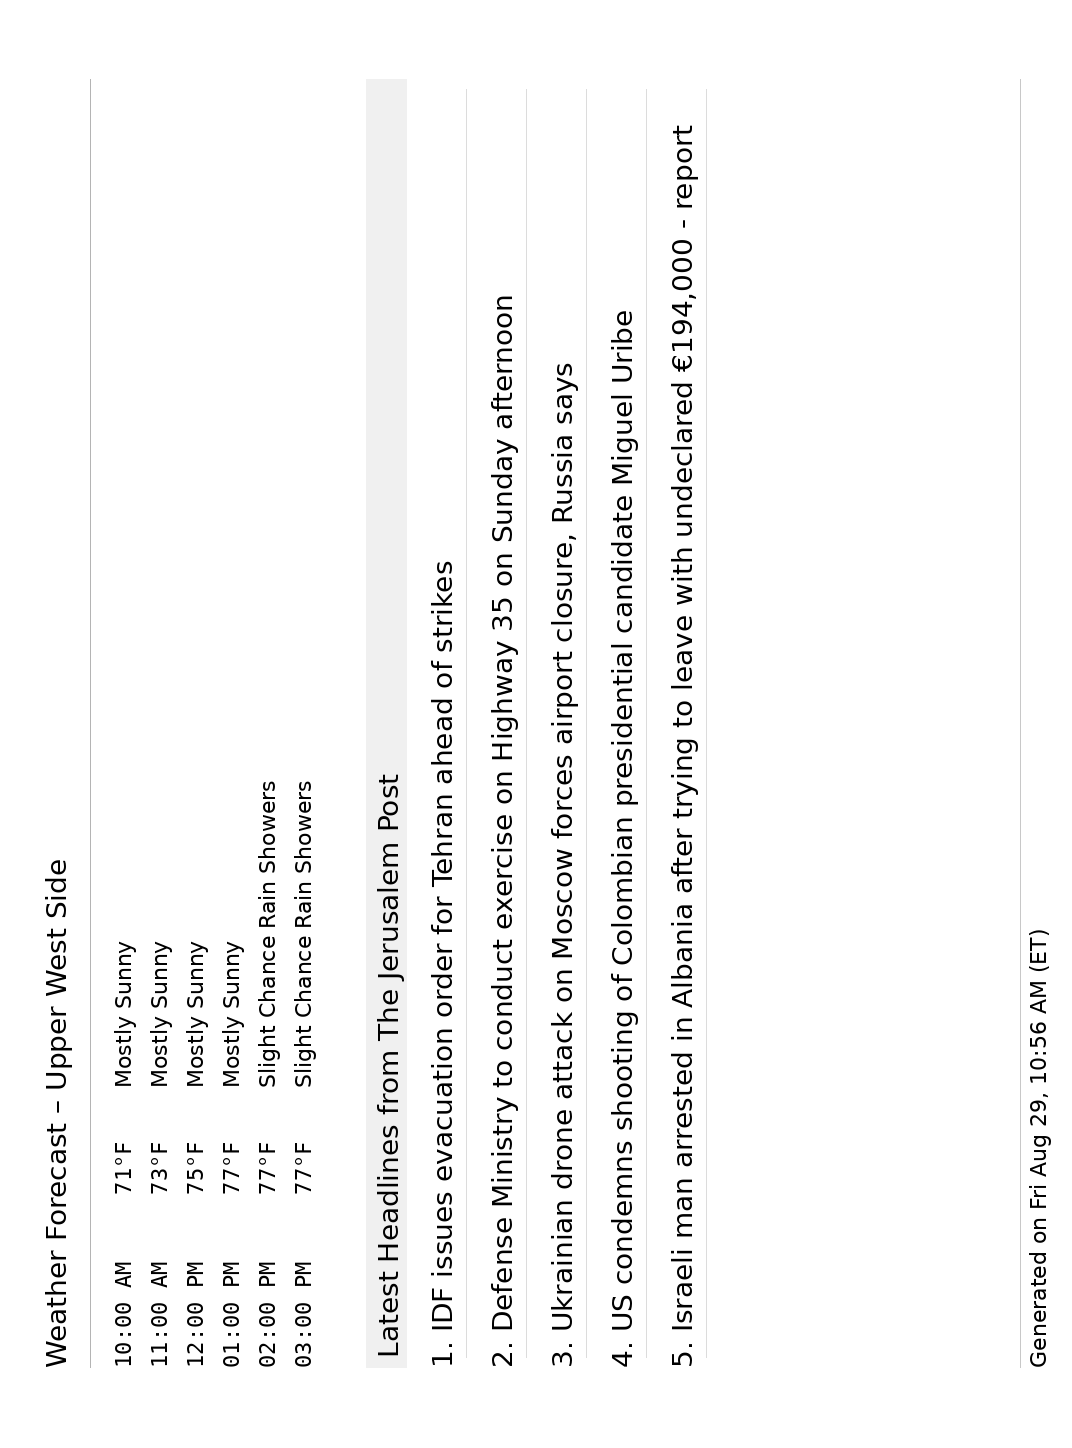 Weather Forecast – Upper West Side
10:00 AM 71°F Mostly Sunny
11:00 AM 73°F Mostly Sunny
12:00 PM 75°F Mostly Sunny
01:00 PM 77°F Mostly Sunny
02:00 PM 77°F Slight Chance Rain Showers
03:00 PM 77°F Slight Chance Rain Showers
Latest Headlines from The Jerusalem Post
1. IDF issues evacuation order for Tehran ahead of strikes
2. Defense Ministry to conduct exercise on Highway 35 on Sunday afternoon
3. Ukrainian drone attack on Moscow forces airport closure, Russia says
4. US condemns shooting of Colombian presidential candidate Miguel Uribe
5. Israeli man arrested in Albania after trying to leave with undeclared €194,000 - report
Generated on Fri Aug 29, 10:56 AM (ET)